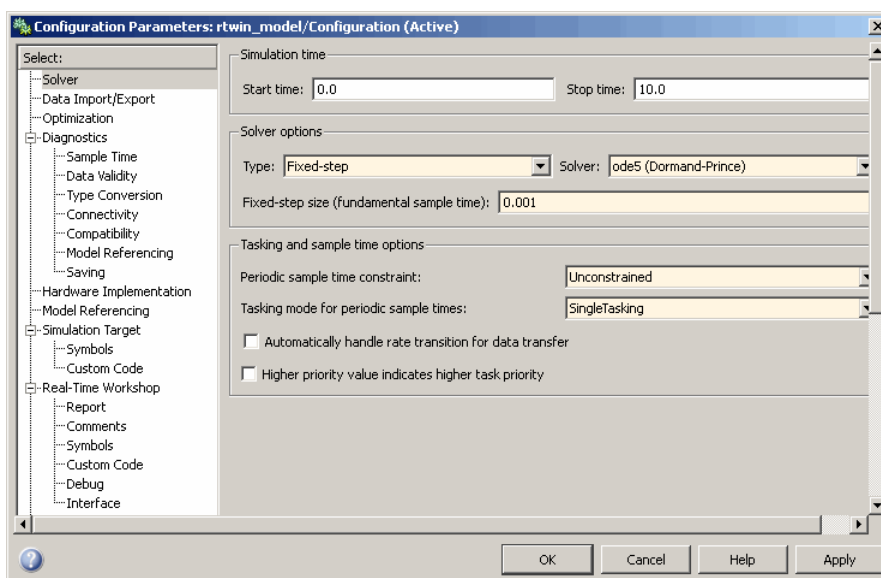 Configuration Parameters: rtwin_model/Configuration (Active)
Select:
Solver
Data Import/Export
Optimization
Diagnostics
Sample Time
Data Validity
Type Conversion
Connectivity
Compatibility
Model Referencing
Saving
Hardware Implementation
Model Referencing
Simulation Target
Symbols
Custom Code
Real-Time Workshop
Report
Comments
Symbols
Custom Code
Debug
Interface
Simulation time
Start time: 0.0 Stop time: 10.0
Solver options
Type: Fixed-step Solver: ode5 (Dormand-Prince)
Fixed-step size (fundamental sample time): 0.001
Tasking and sample time options
Periodic sample time constraint: Unconstrained
Tasking mode for periodic sample times: SingleTasking
Automatically handle rate transition for data transfer
Higher priority value indicates higher task priority
OK Cancel Help Apply